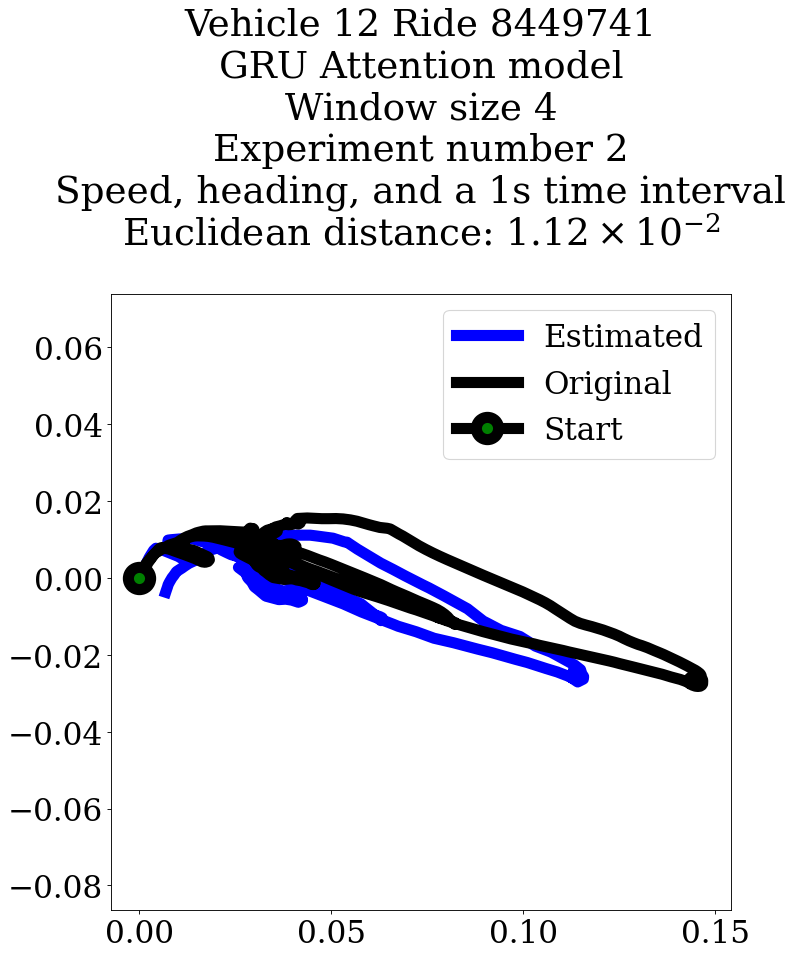 Vehicle 12 Ride 8449741
GRU Attention model
Window size 4
Experiment number 2
Speed, heading, and a 1s time interval
Euclidean distance: 1.12 × 10⁻²
Estimated
Original
Start
0.06
0.04
0.02
0.00
−0.02
−0.04
−0.06
−0.08
0.00 0.05 0.10 0.15